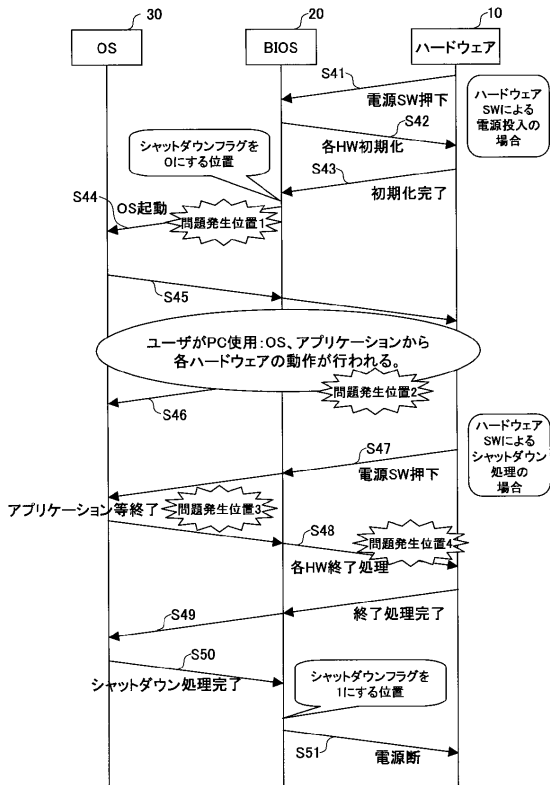 30
20
10
OS
BIOS
ハードウェア
S41
電源SW押下
ハードウェア
SWによる
電源投入の
場合
S42
各HW初期化
シャットダウンフラグを
0にする位置
S43
初期化完了
S44
OS起動
問題発生位置1
S45
ユーザがPC使用:OS、アプリケーションから
各ハードウェアの動作が行われる。
問題発生位置2
S46
ハードウェア
SWによる
シャットダウン
処理の
場合
S47
電源SW押下
アプリケーション等終了
問題発生位置3
S48
問題発生位置4
各HW終了処理
S49
終了処理完了
S50
シャットダウン処理完了
シャットダウンフラグを
1にする位置
S51
電源断